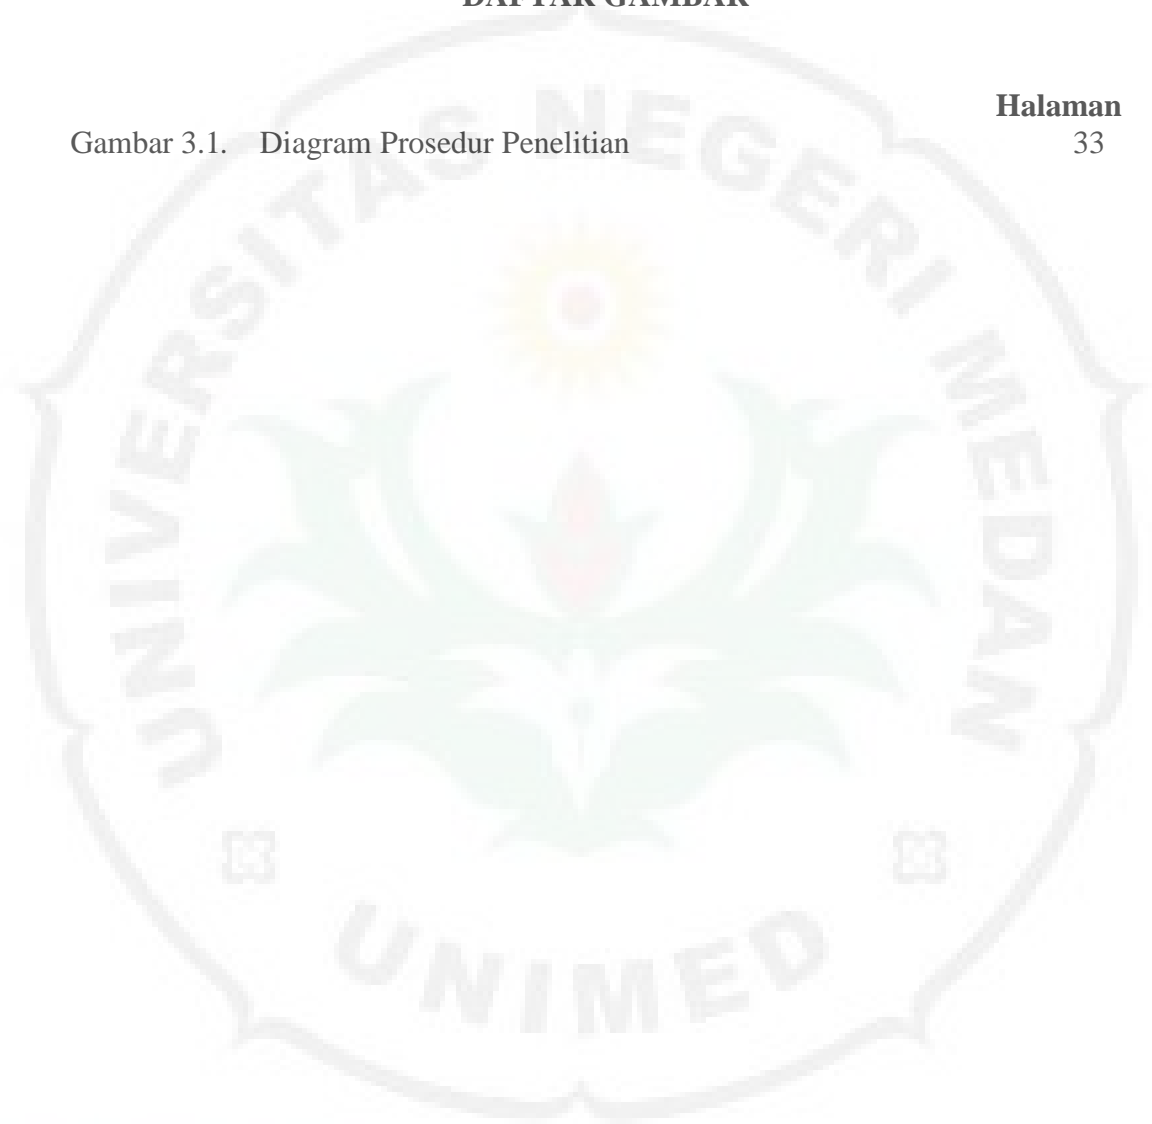 DAFTAR GAMBAR
Halaman
Gambar 3.1. Diagram Prosedur Penelitian 33
UNIVERSITAS NEGERI MEDAN
UNIMED